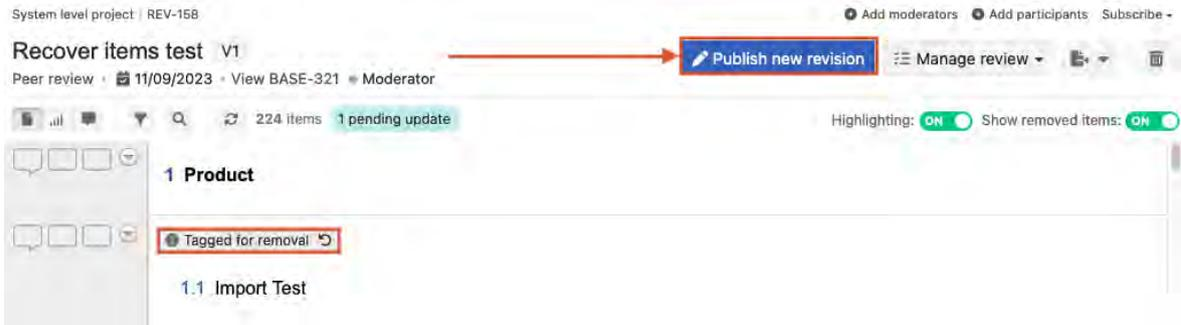 System level project | REV-158
Add moderators Add participants Subscribe
Recover items test V1
Publish new revision Manage review
Peer review 11/09/2023 View BASE-321 Moderator
224 items 1 pending update Highlighting: ON Show removed items: ON
1 Product
Tagged for removal
1.1 Import Test